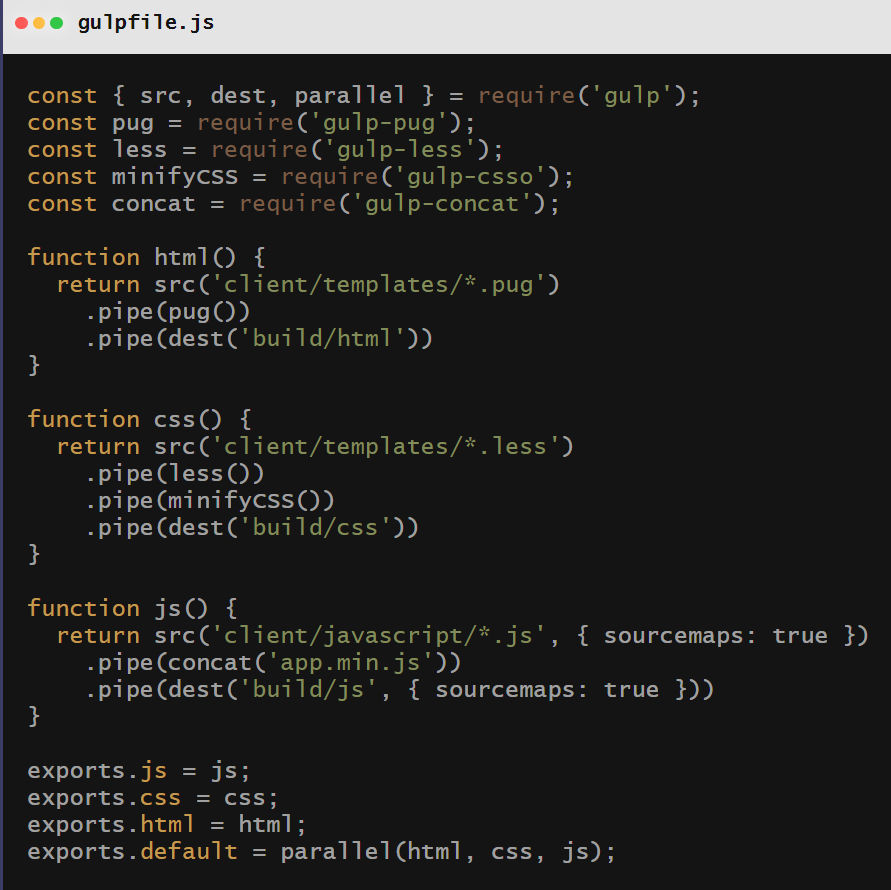 gulpfile.js
const { src, dest, parallel } = require('gulp');
const pug = require('gulp-pug');
const less = require('gulp-less');
const minifyCSS = require('gulp-csso');
const concat = require('gulp-concat');

function html() {
  return src('client/templates/*.pug')
    .pipe(pug())
    .pipe(dest('build/html'))
}

function css() {
  return src('client/templates/*.less')
    .pipe(less())
    .pipe(minifyCSS())
    .pipe(dest('build/css'))
}

function js() {
  return src('client/javascript/*.js', { sourcemaps: true })
    .pipe(concat('app.min.js'))
    .pipe(dest('build/js', { sourcemaps: true }))
}

exports.js = js;
exports.css = css;
exports.html = html;
exports.default = parallel(html, css, js);